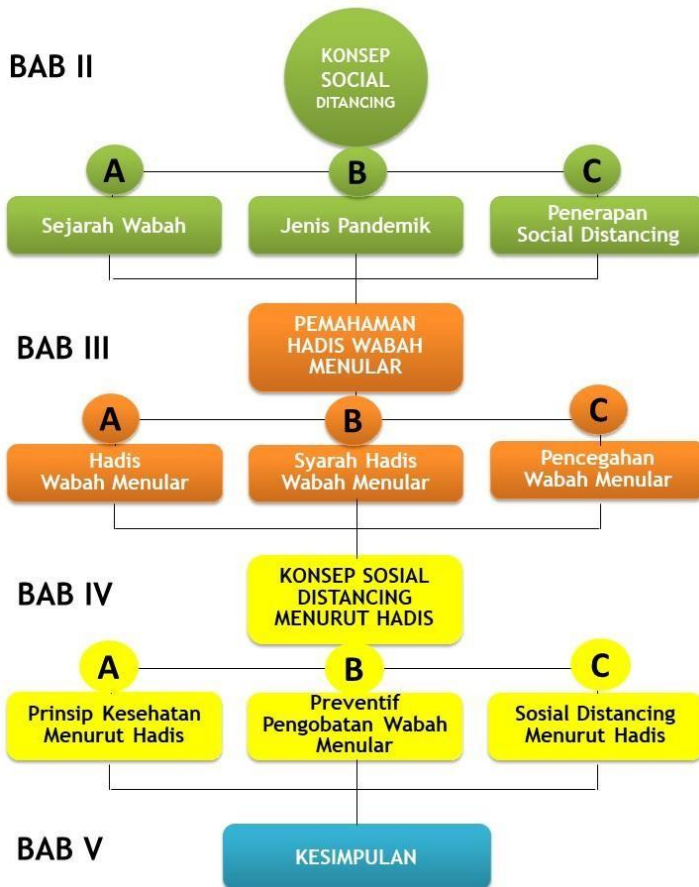 BAB II
KONSEP
SOCIAL
DITANCING
A
B
C
Sejarah Wabah
Jenis Pandemik
Penerapan
Social Distancing
BAB III
PEMAHAMAN
HADIS WABAH
MENULAR
A
B
C
Hadis
Wabah Menular
Syarah Hadis
Wabah Menular
Pencegahan
Wabah Menular
BAB IV
KONSEP SOSIAL
DISTANCING
MENURUT HADIS
A
B
C
Prinsip Kesehatan
Menurut Hadis
Preventif
Pengobatan Wabah
Menular
Sosial Distancing
Menurut Hadis
BAB V
KESIMPULAN